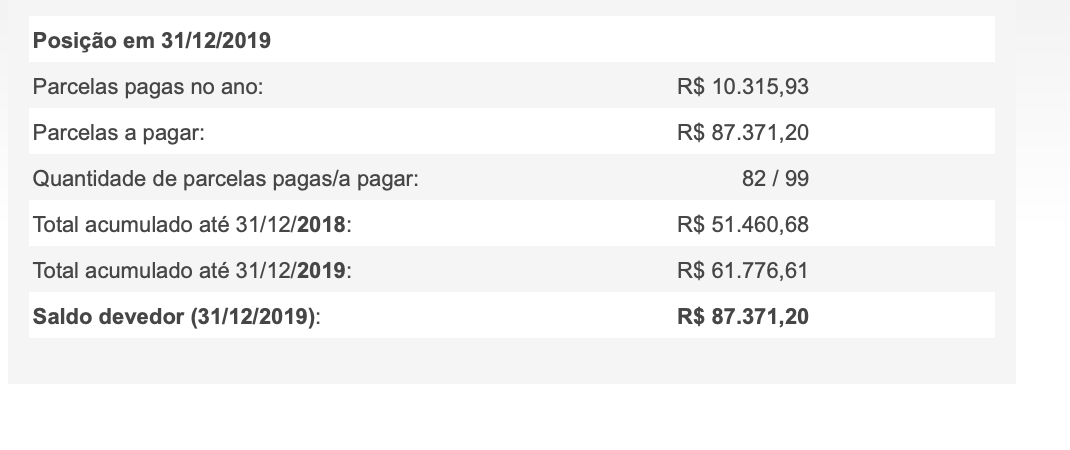 Posição em 31/12/2019
Parcelas pagas no ano: R$ 10.315,93
Parcelas a pagar: R$ 87.371,20
Quantidade de parcelas pagas/a pagar: 82 / 99
Total acumulado até 31/12/2018: R$ 51.460,68
Total acumulado até 31/12/2019: R$ 61.776,61
Saldo devedor (31/12/2019): R$ 87.371,20